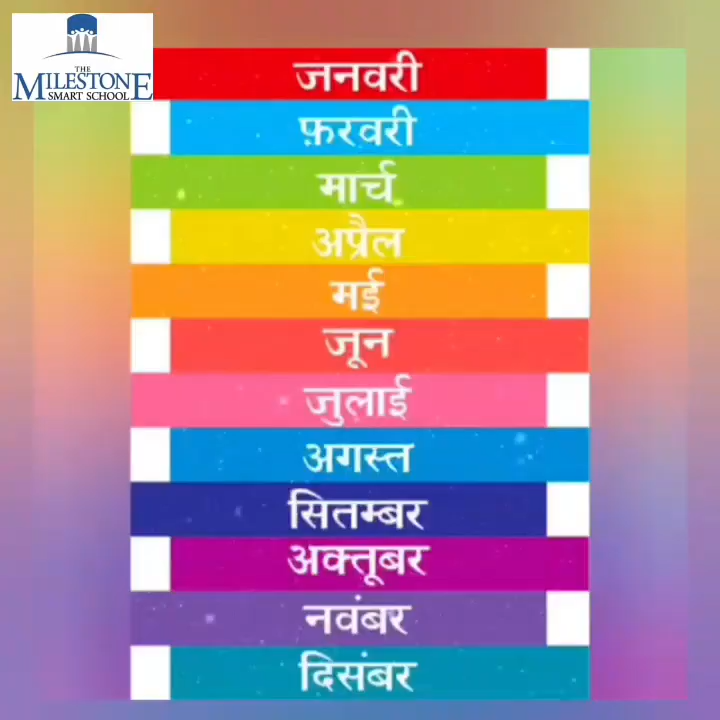 THE
MILESTONE
SMART SCHOOL
जनवरी
फ़रवरी
मार्च
अप्रैल
मई
जून
जुलाई
अगस्त
सितम्बर
अक्तूबर
नवंबर
दिसंबर